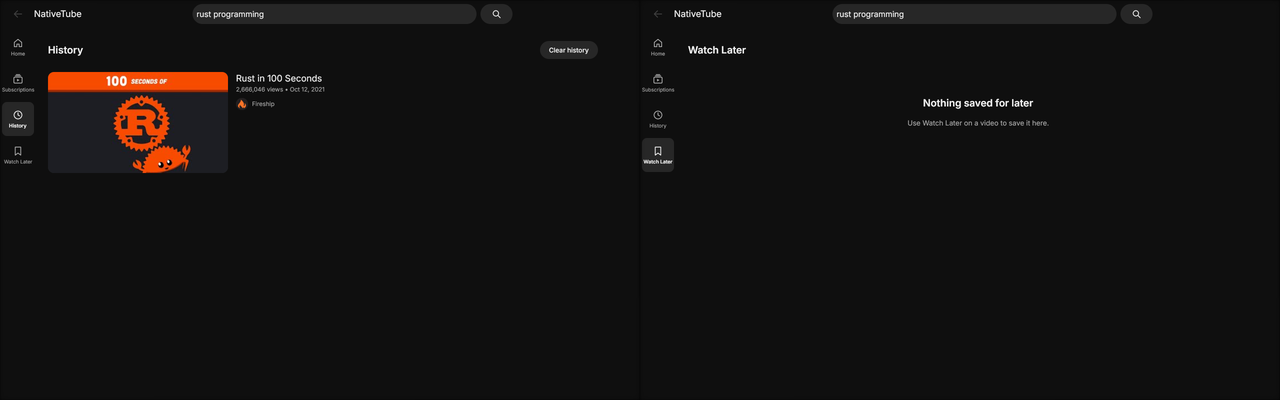 NativeTube
rust programming
Home
Subscriptions
History
Watch Later
History
Clear history
100 SECONDS OF
R
Rust in 100 Seconds
2,666,046 views • Oct 12, 2021
Fireship
NativeTube
rust programming
Home
Subscriptions
History
Watch Later
Watch Later
Nothing saved for later
Use Watch Later on a video to save it here.